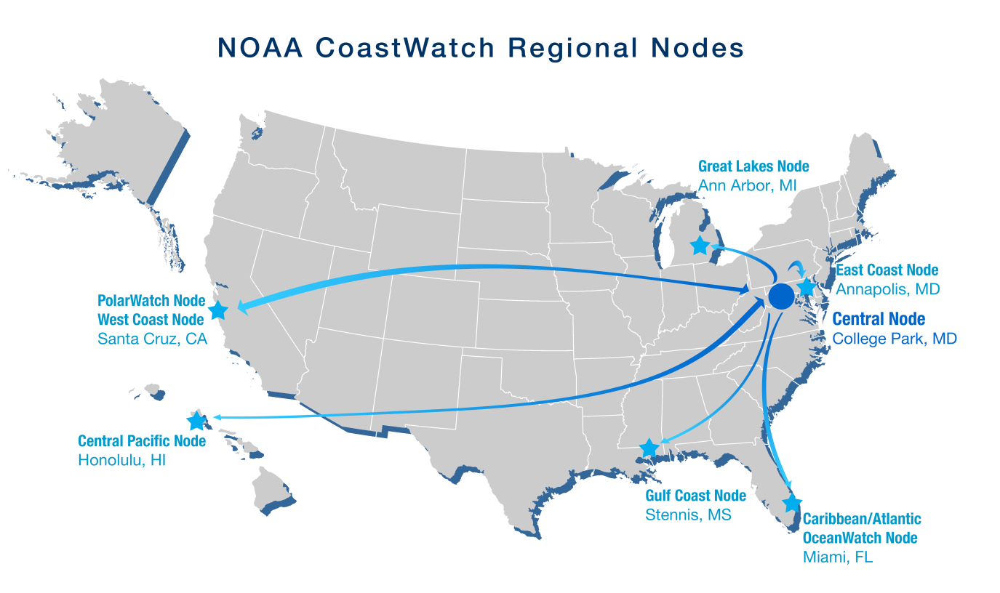 NOAA CoastWatch Regional Nodes
Great Lakes Node
Ann Arbor, MI
East Coast Node
Annapolis, MD
PolarWatch Node
West Coast Node
Santa Cruz, CA
Central Node
College Park, MD
Central Pacific Node
Honolulu, HI
Gulf Coast Node
Stennis, MS
Caribbean/Atlantic
OceanWatch Node
Miami, FL